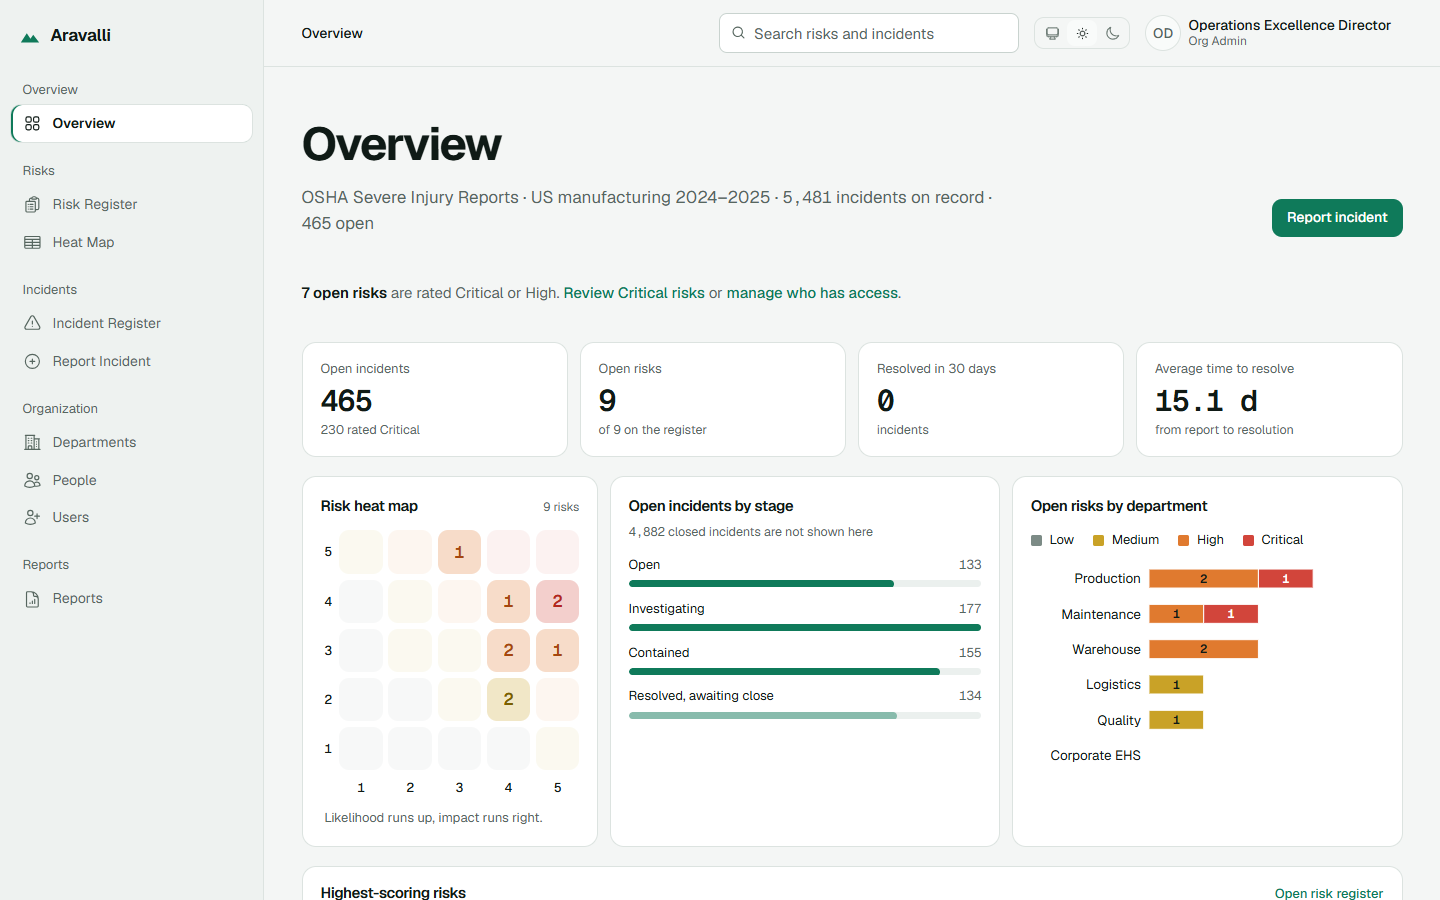 Aravalli
Overview
Overview
Risks
Risk Register
Heat Map
Incidents
Incident Register
Report Incident
Organization
Departments
People
Users
Reports
Reports
Overview
Search risks and incidents
OD
Operations Excellence Director
Org Admin
Overview
OSHA Severe Injury Reports · US manufacturing 2024–2025 · 5,481 incidents on record ·
465 open
Report incident
7 open risks are rated Critical or High. Review Critical risks or manage who has access.
Open incidents
465
230 rated Critical
Open risks
9
of 9 on the register
Resolved in 30 days
0
incidents
Average time to resolve
15.1 d
from report to resolution
Risk heat map
9 risks
5
1
4
1 2
3
2 1
2
2
1
1 2 3 4 5
Likelihood runs up, impact runs right.
Open incidents by stage
4,882 closed incidents are not shown here
Open 133
Investigating 177
Contained 155
Resolved, awaiting close 134
Open risks by department
Low Medium High Critical
Production 2 1
Maintenance 1 1
Warehouse 2
Logistics 1
Quality 1
Corporate EHS
Highest-scoring risks
Open risk register